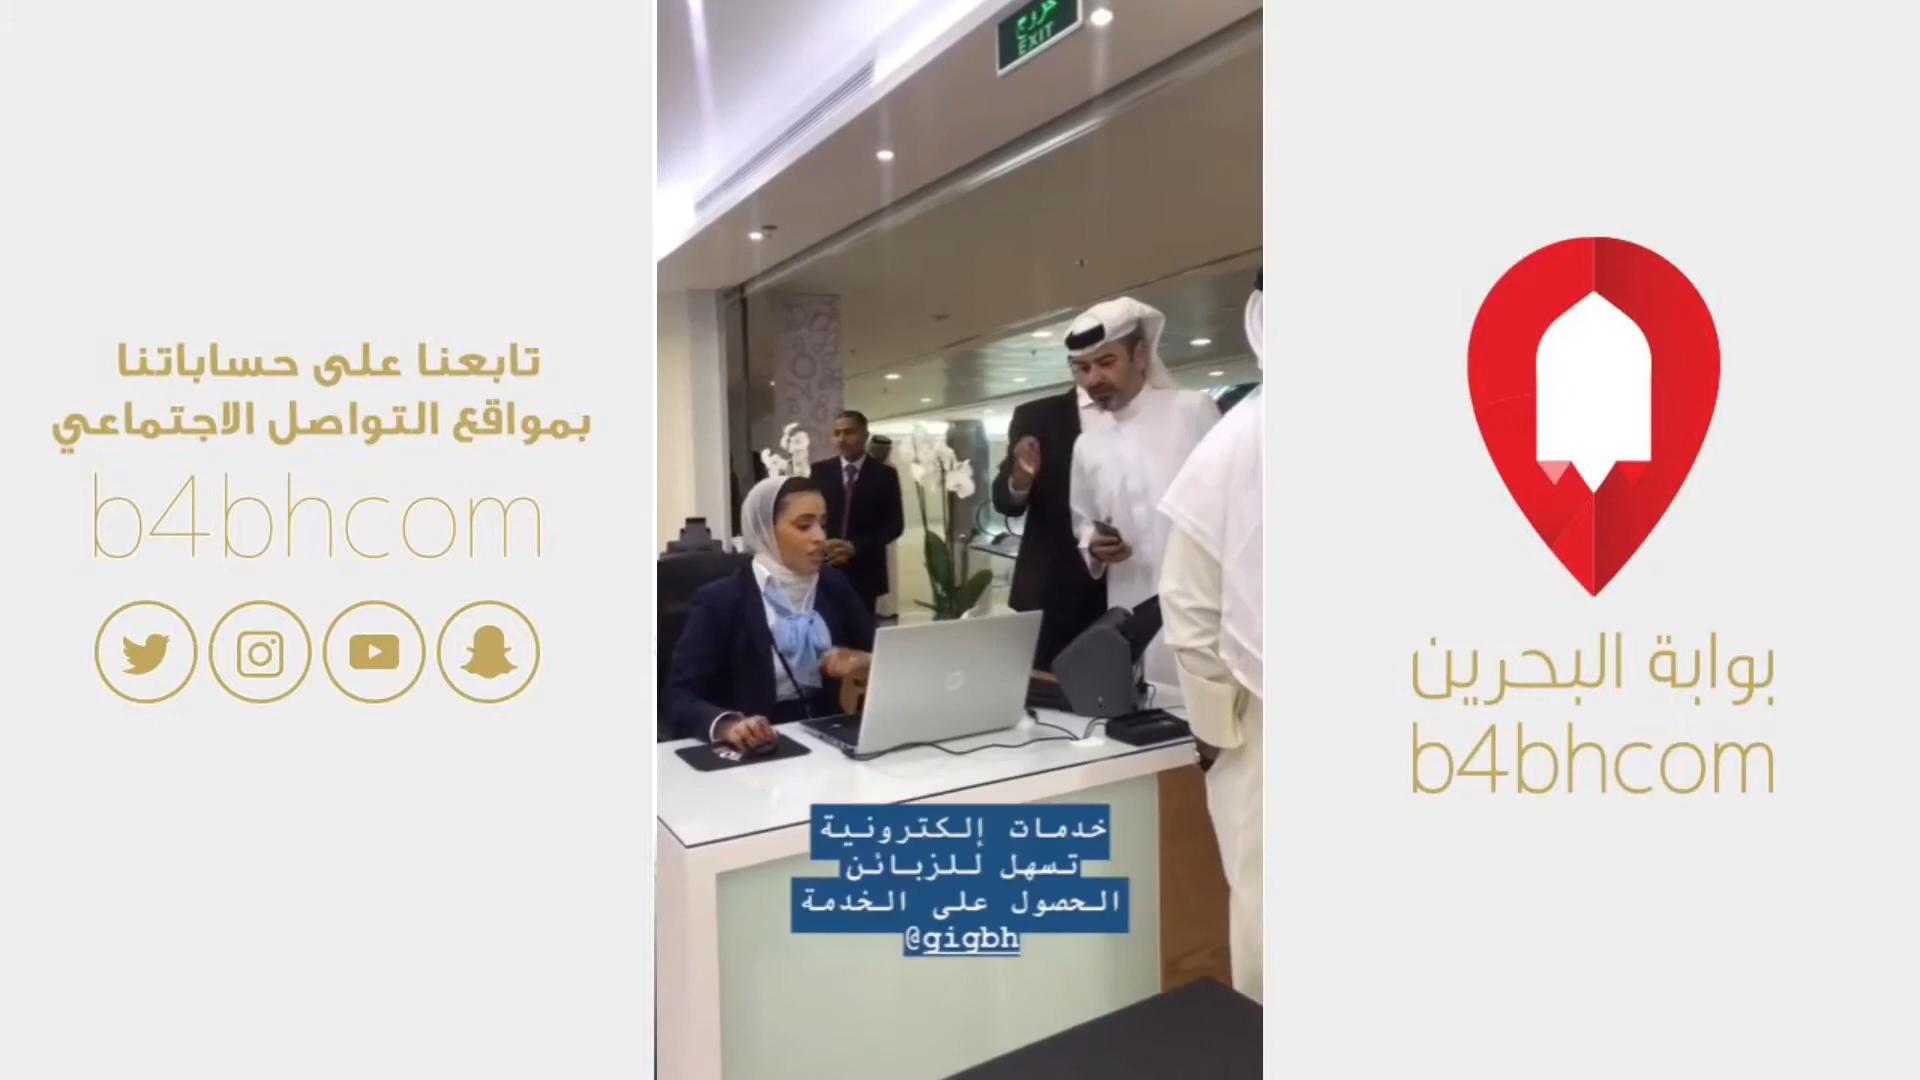 تابعنا على حساباتنا
بمواقع التواصل الاجتماعي
b4bhcom
خروج
EXIT
خدمات إلكترونية
تسهل للزبائن
الحصول على الخدمة
@gigbh
بوابة البحرين
b4bhcom